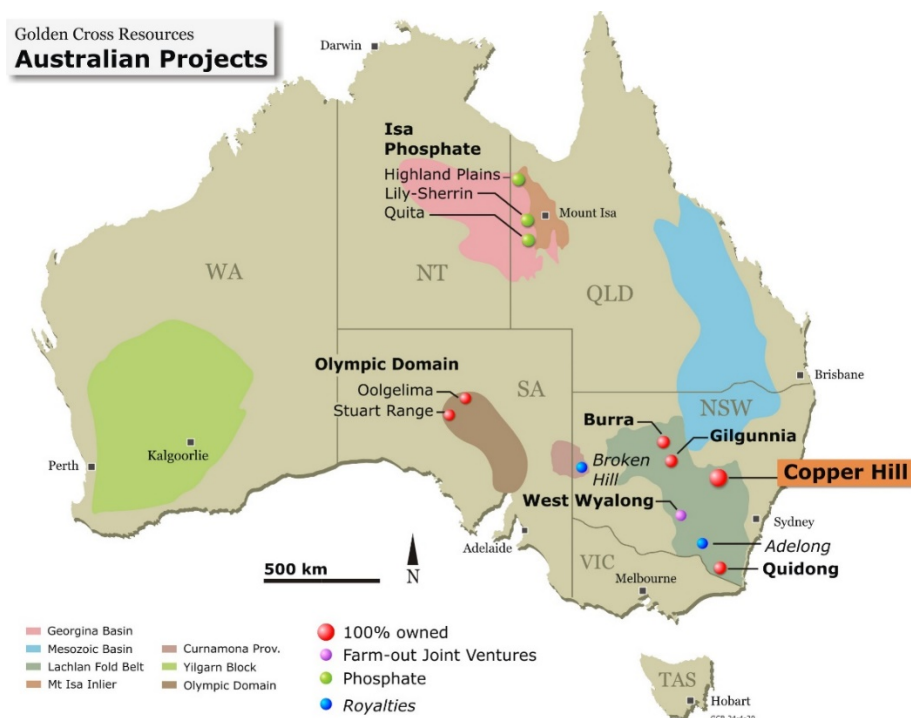 Golden Cross Resources
Australian Projects
Darwin
Isa
Phosphate
Highland Plains
Lily-Sherrin
Quita
Mount Isa
WA
NT
QLD
Olympic Domain
Oolgelima
Stuart Range
SA
Brisbane
NSW
Burra
Gilgunnia
Kalgoorlie
Perth
Broken
Hill
Copper Hill
West Wyalong
Sydney
Adelaide
Adelong
Quidong
VIC
Melbourne
500 km
N
Georgina Basin
Mesozoic Basin
Lachlan Fold Belt
Mt Isa Inlier
Curnamona Prov.
Yilgarn Block
Olympic Domain
100% owned
Farm-out Joint Ventures
Phosphate
Royalties
TAS
Hobart